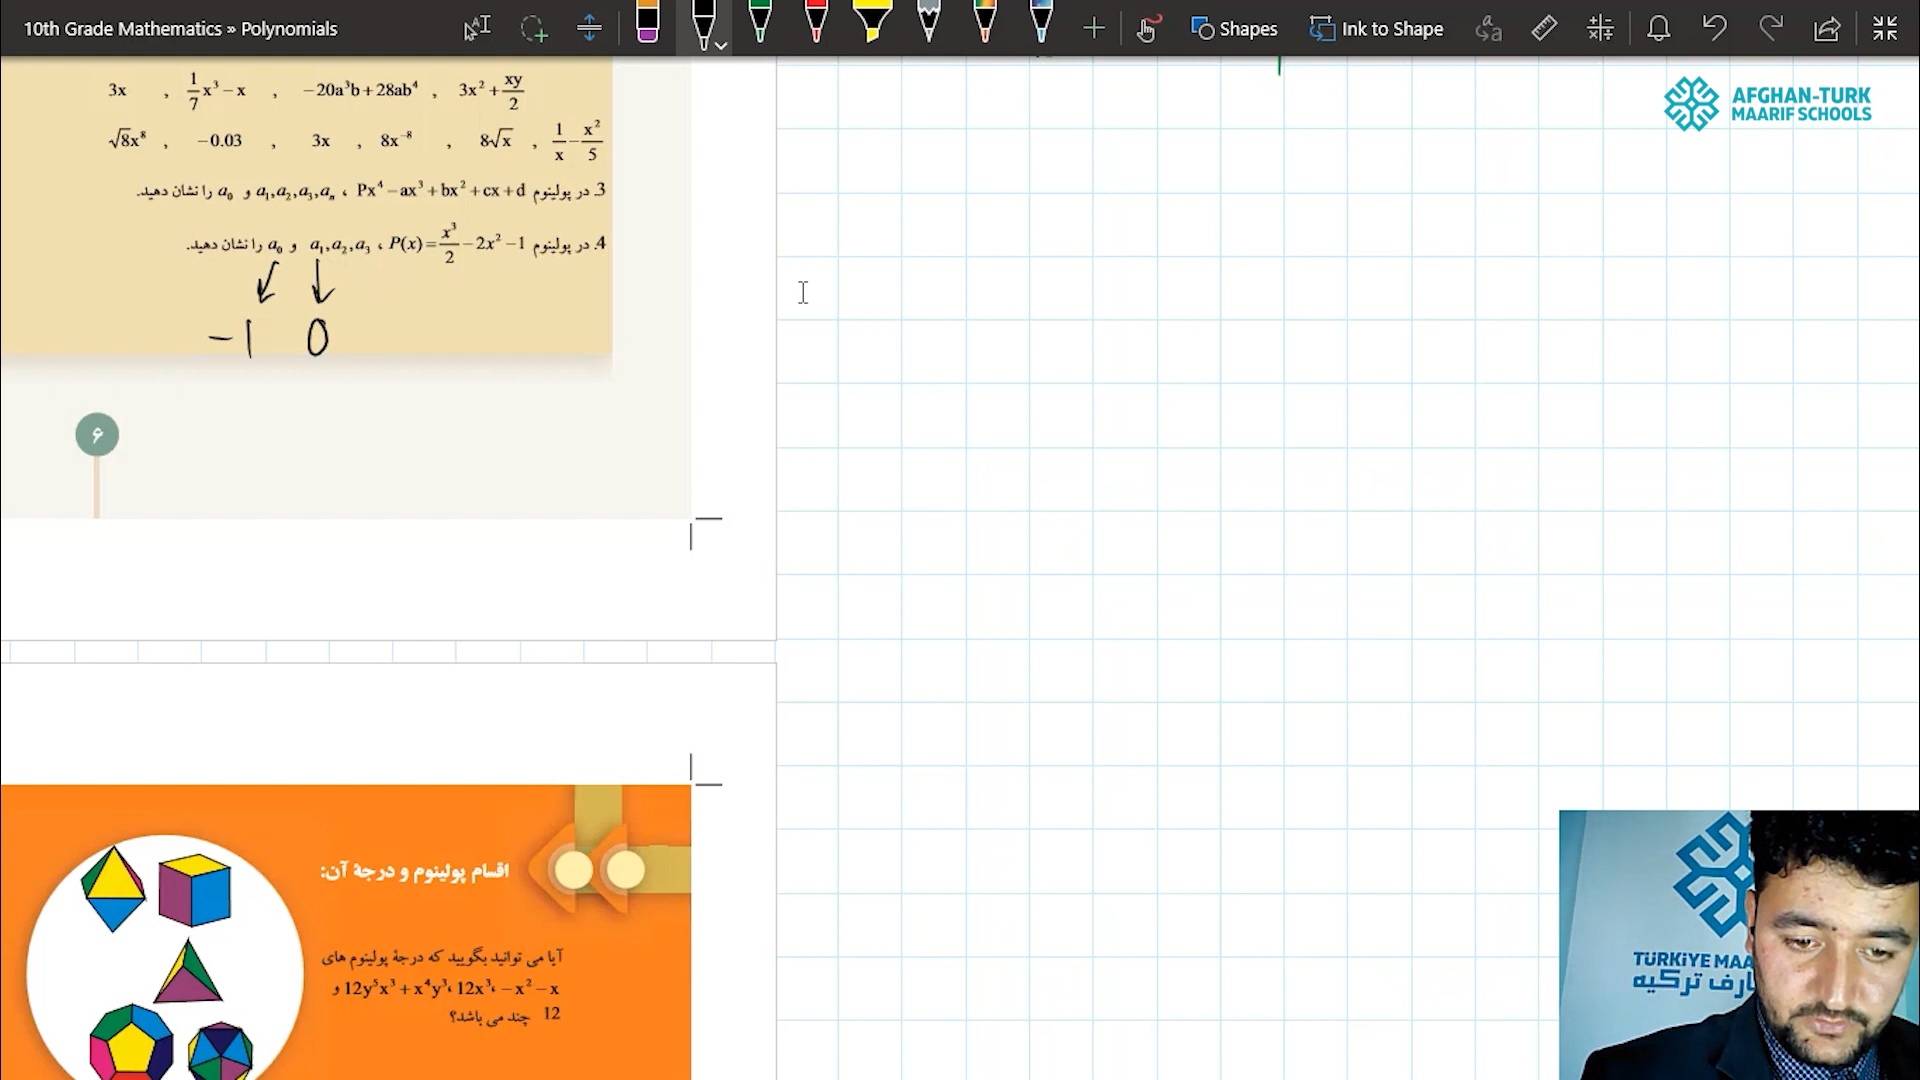 10th Grade Mathematics » Polynomials
Shapes
Ink to Shape
AFGHAN-TURK
MAARIF SCHOOLS
3x , 1/7 x³ − x , −20a³b + 28ab⁴ , 3x² + xy/2
√8x⁸ , −0.03 , 3x , 8x⁻⁸ , 8√x , 1/x − x²/5
3. در پولینوم Px⁴ − ax³ + bx² + cx + d ، a₁,a₂,a₃,aₙ و a₀ را نشان دهید.
4. در پولینوم P(x) = x³/2 − 2x² − 1 ، a₁,a₂,a₃ و a₀ را نشان دهید.
−1 0
۶
اقسام پولینوم و درجۀ آن:
آیا می توانید بگویید که درجۀ پولینوم های
−x² − x ،12x³ ،12y⁵x³ + x⁴y³ و
12 چند می باشد؟
TÜRKİYE MAA
ارف ترکیه